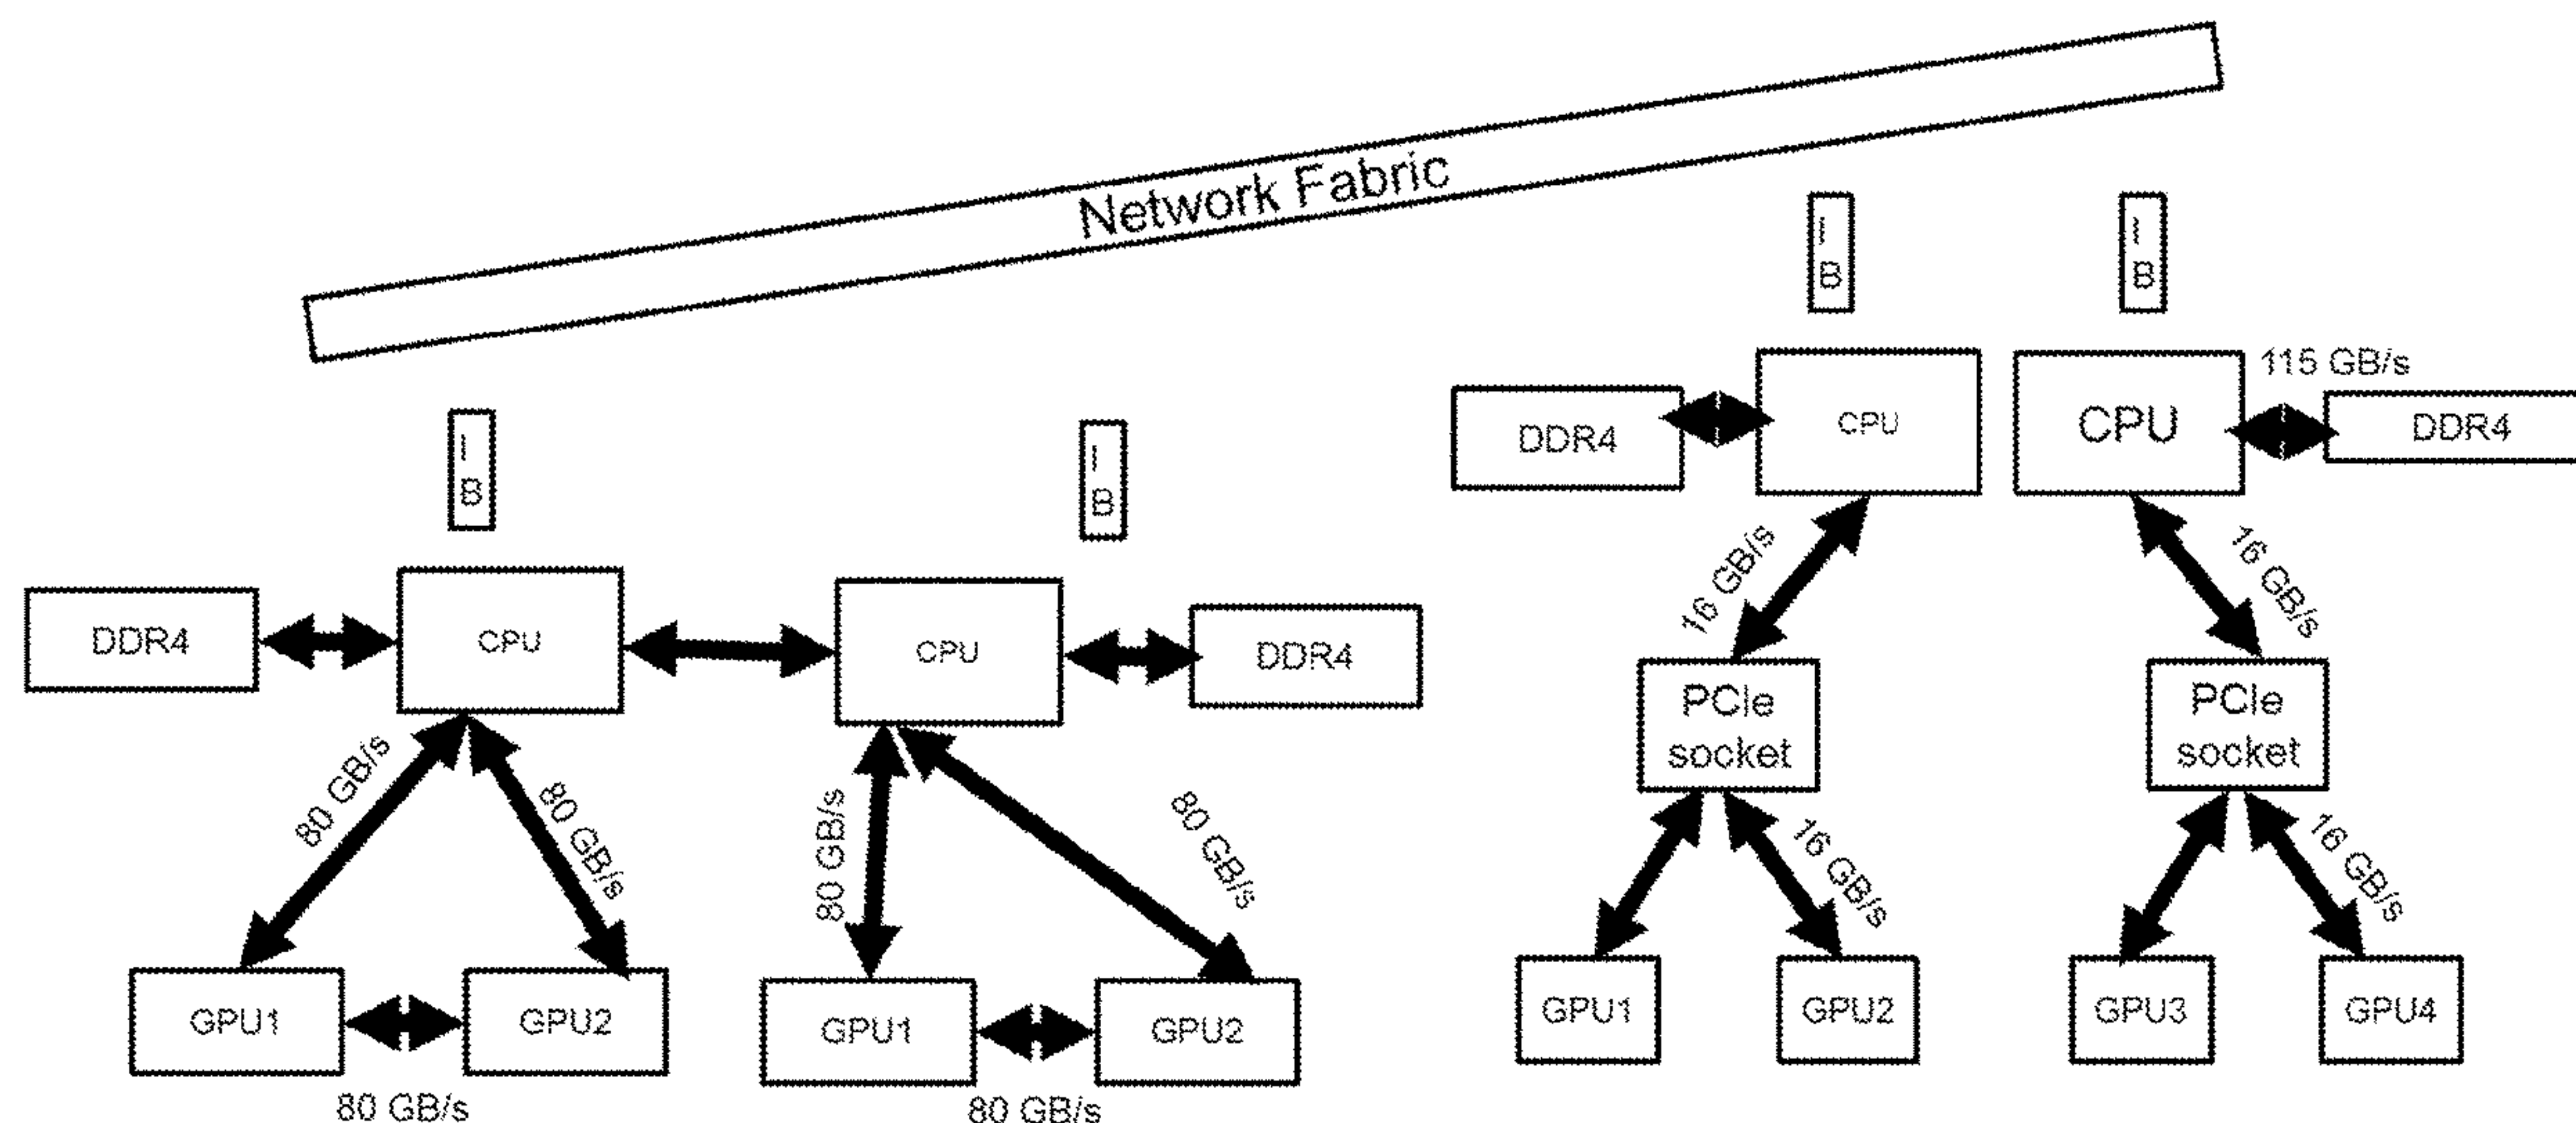 Network Fabric
I
B
I
B
115 GB/s
DDR4
CPU
CPU
DDR4
I
B
I
B
16 GB/s
16 GB/s
DDR4
CPU
CPU
DDR4
PCIe
socket
PCIe
socket
80 GB/s
80 GB/s
80 GB/s
80 GB/s
16 GB/s
16 GB/s
GPU1
GPU2
GPU1
GPU2
GPU1
GPU2
GPU3
GPU4
80 GB/s
80 GB/s